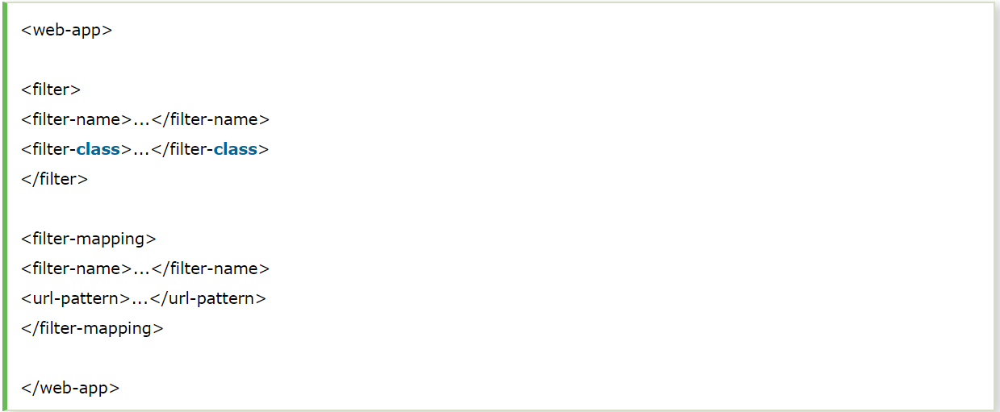 <web-app>
<filter>
<filter-name>...</filter-name>
<filter-class>...</filter-class>
</filter>
<filter-mapping>
<filter-name>...</filter-name>
<url-pattern>...</url-pattern>
</filter-mapping>
</web-app>